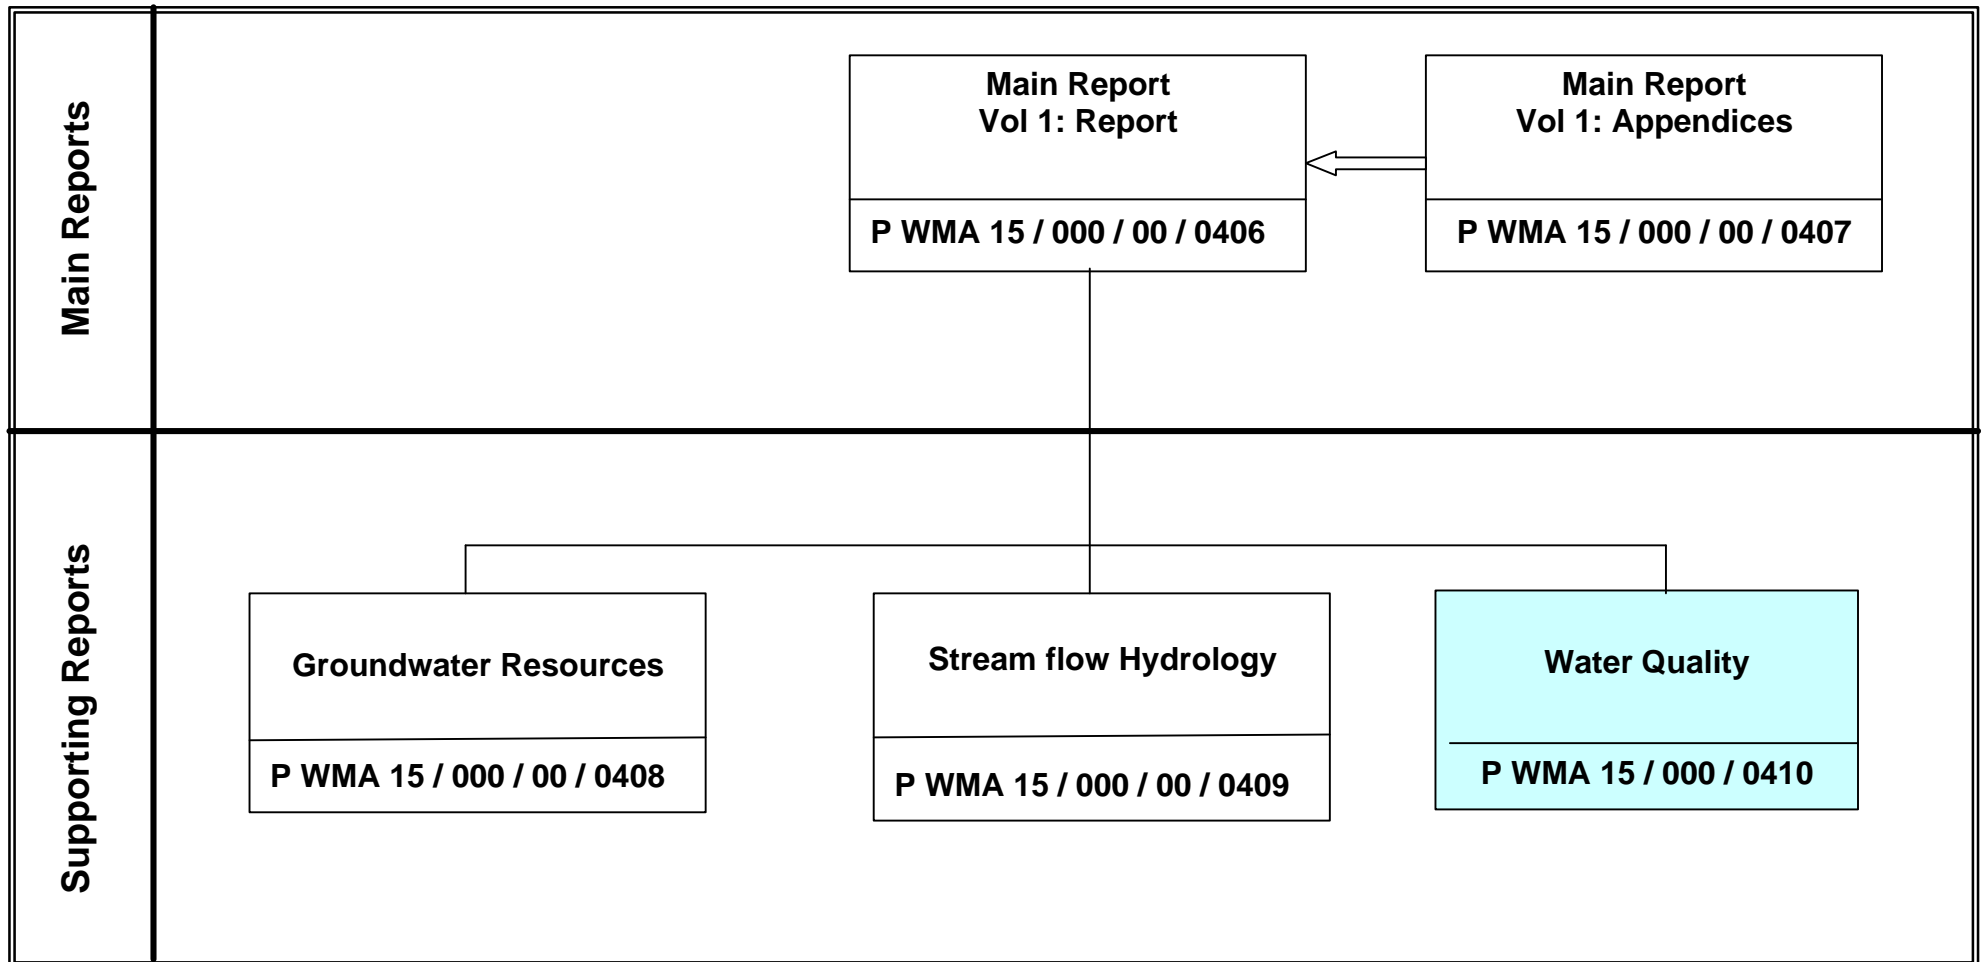 Main Reports
Main Report
Vol 1: Report
P WMA 15 / 000 / 00 / 0406
Main Report
Vol 1: Appendices
P WMA 15 / 000 / 00 / 0407
Supporting Reports
Groundwater Resources
P WMA 15 / 000 / 00 / 0408
Stream flow Hydrology
P WMA 15 / 000 / 00 / 0409
Water Quality
P WMA 15 / 000 / 0410